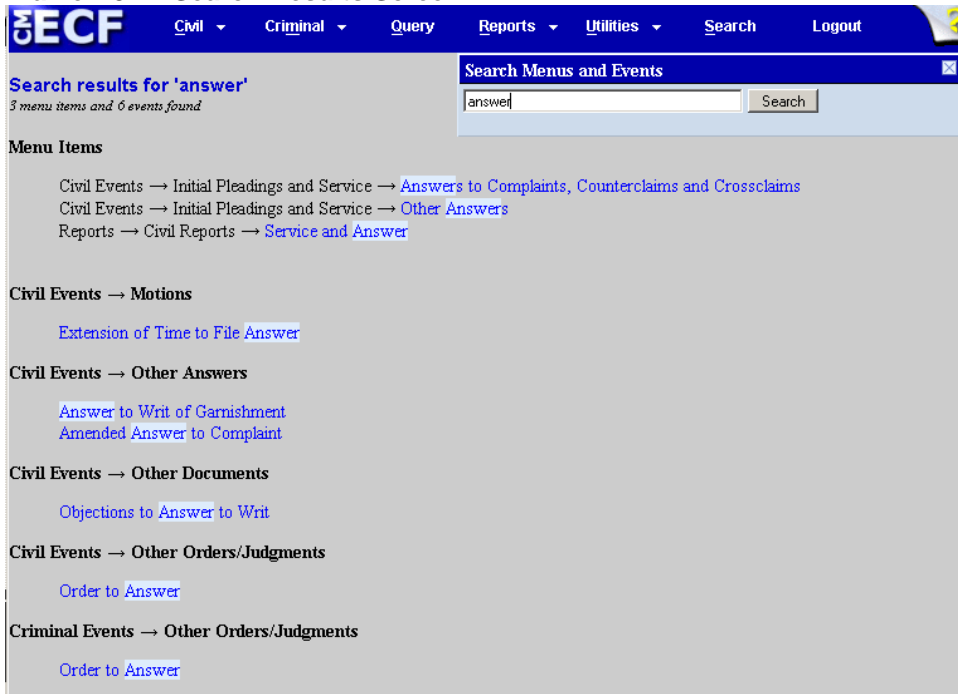 CM ECF Civil Criminal Query Reports Utilities Search Logout
Search results for 'answer'
3 menu items and 6 events found
Search Menus and Events
answer Search
Menu Items
Civil Events → Initial Pleadings and Service → Answers to Complaints, Counterclaims and Crossclaims
Civil Events → Initial Pleadings and Service → Other Answers
Reports → Civil Reports → Service and Answer
Civil Events → Motions
Extension of Time to File Answer
Civil Events → Other Answers
Answer to Writ of Garnishment
Amended Answer to Complaint
Civil Events → Other Documents
Objections to Answer to Writ
Civil Events → Other Orders/Judgments
Order to Answer
Criminal Events → Other Orders/Judgments
Order to Answer